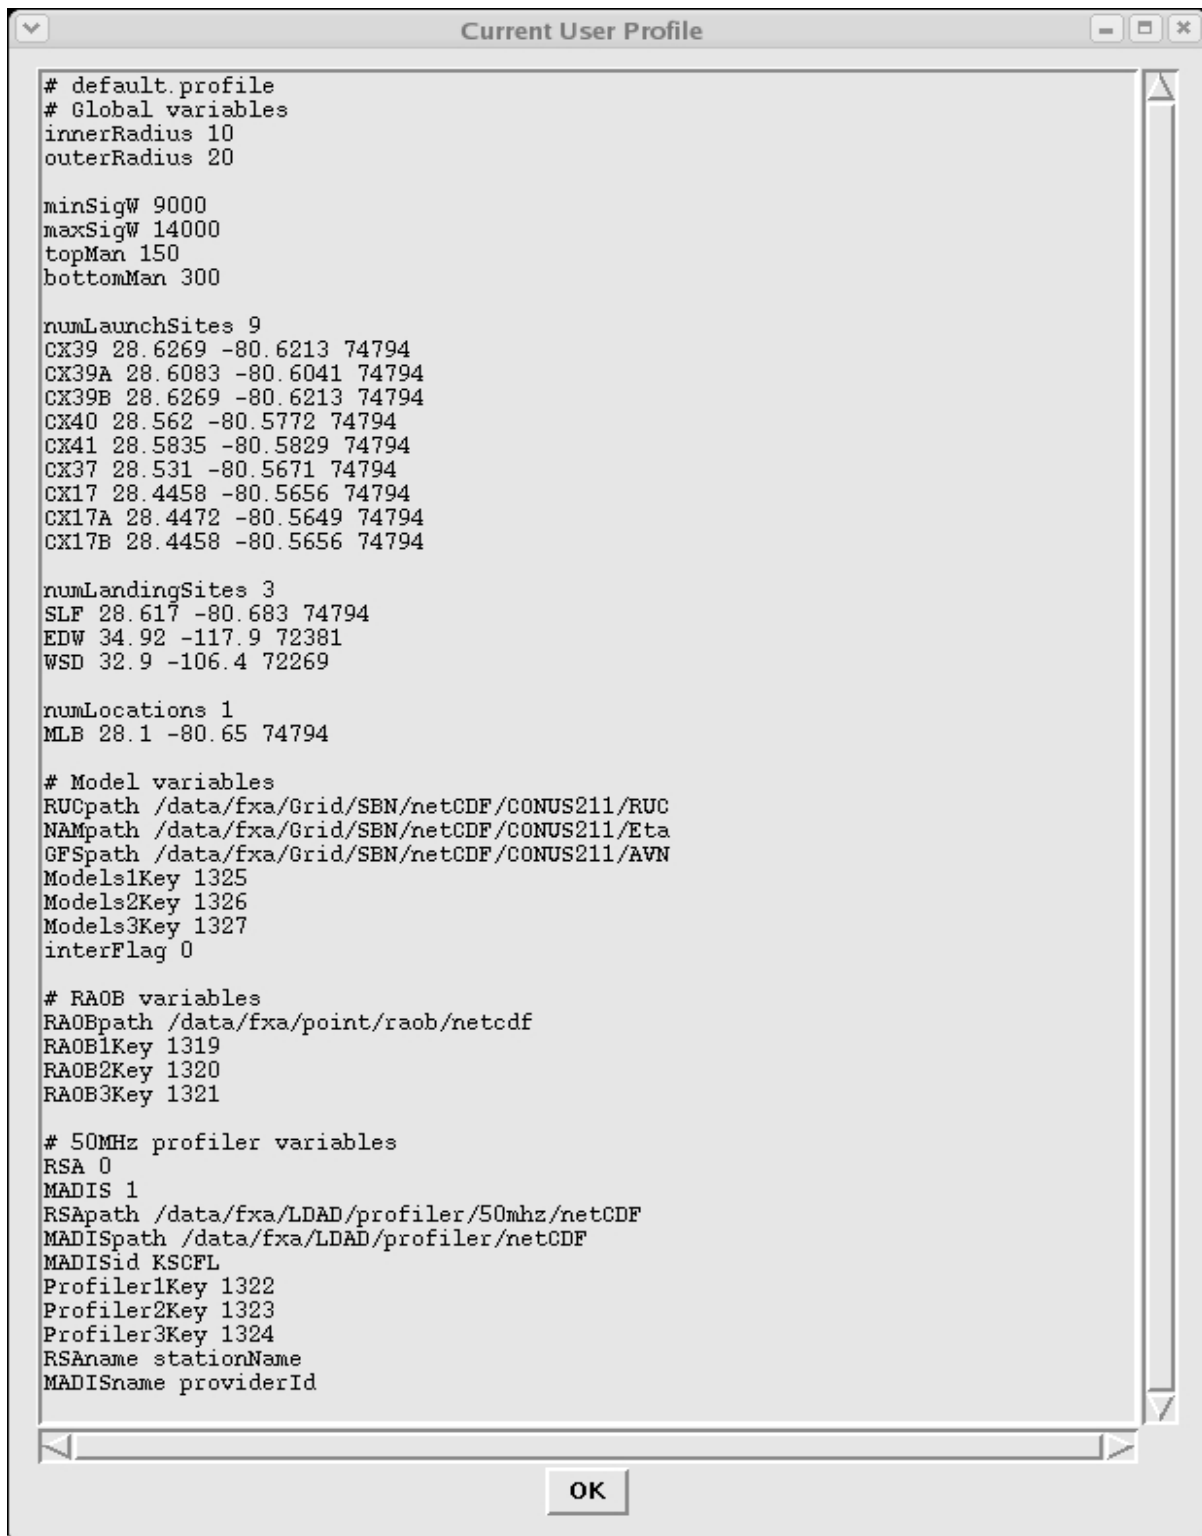 Current User Profile
# default.profile
# Global variables
innerRadius 10
outerRadius 20
minSigW 9000
maxSigW 14000
topMan 150
bottomMan 300
numLaunchSites 9
CX39 28.6269 -80.6213 74794
CX39A 28.6083 -80.6041 74794
CX39B 28.6269 -80.6213 74794
CX40 28.562 -80.5772 74794
CX41 28.5835 -80.5829 74794
CX37 28.531 -80.5671 74794
CX17 28.4458 -80.5656 74794
CX17A 28.4472 -80.5649 74794
CX17B 28.4458 -80.5656 74794
numLandingSites 3
SLF 28.617 -80.683 74794
EDW 34.92 -117.9 72381
WSD 32.9 -106.4 72269
numLocations 1
MLB 28.1 -80.65 74794
# Model variables
RUCpath /data/fxa/Grid/SBN/netCDF/CONUS211/RUC
NAMpath /data/fxa/Grid/SBN/netCDF/CONUS211/Eta
GFSpath /data/fxa/Grid/SBN/netCDF/CONUS211/AVN
Models1Key 1325
Models2Key 1326
Models3Key 1327
interFlag 0
# RAOB variables
RAOBpath /data/fxa/point/raob/netcdf
RAOB1Key 1319
RAOB2Key 1320
RAOB3Key 1321
# 50MHz profiler variables
RSA 0
MADIS 1
RSApath /data/fxa/LDAD/profiler/50mhz/netCDF
MADISpath /data/fxa/LDAD/profiler/netCDF
MADISid KSCFL
Profiler1Key 1322
Profiler2Key 1323
Profiler3Key 1324
RSAname stationName
MADISname providerId
OK